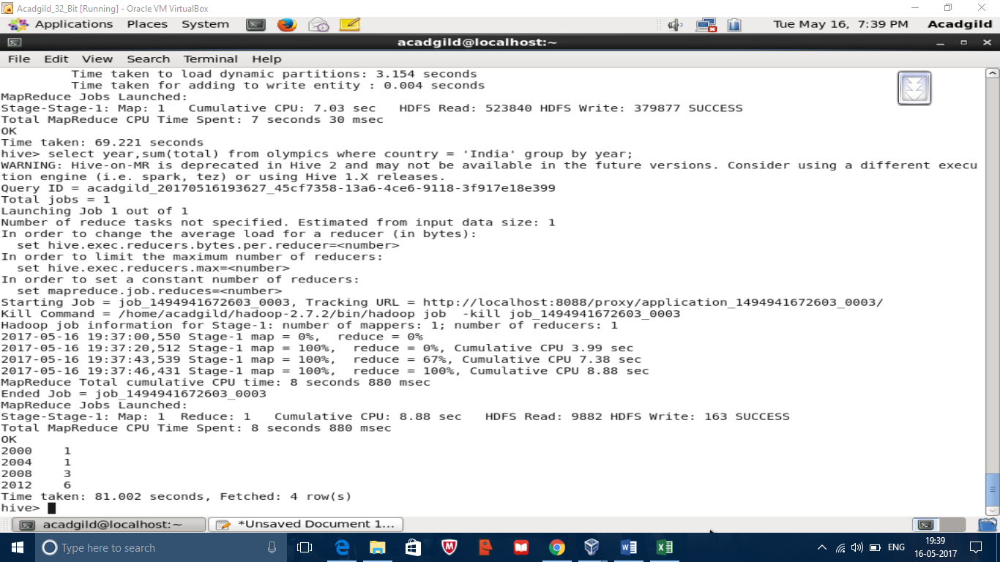 Acadgild_32_Bit [Running] - Oracle VM VirtualBox
Applications Places System Tue May 16, 7:39 PM Acadgild
acadgild@localhost:~
File Edit View Search Terminal Help
Time taken to load dynamic partitions: 3.154 seconds
Time taken for adding to write entity : 0.004 seconds
MapReduce Jobs Launched:
Stage-Stage-1: Map: 1   Cumulative CPU: 7.03 sec   HDFS Read: 523840 HDFS Write: 379877 SUCCESS
Total MapReduce CPU Time Spent: 7 seconds 30 msec
OK
Time taken: 69.221 seconds
hive> select year,sum(total) from olympics where country = 'India' group by year;
WARNING: Hive-on-MR is deprecated in Hive 2 and may not be available in the future versions. Consider using a different execu
tion engine (i.e. spark, tez) or using Hive 1.X releases.
Query ID = acadgild_20170516193627_45cf7358-13a6-4ce6-9118-3f917e18e399
Total jobs = 1
Launching Job 1 out of 1
Number of reduce tasks not specified. Estimated from input data size: 1
In order to change the average load for a reducer (in bytes):
  set hive.exec.reducers.bytes.per.reducer=<number>
In order to limit the maximum number of reducers:
  set hive.exec.reducers.max=<number>
In order to set a constant number of reducers:
  set mapreduce.job.reduces=<number>
Starting Job = job_1494941672603_0003, Tracking URL = http://localhost:8088/proxy/application_1494941672603_0003/
Kill Command = /home/acadgild/hadoop-2.7.2/bin/hadoop job  -kill job_1494941672603_0003
Hadoop job information for Stage-1: number of mappers: 1; number of reducers: 1
2017-05-16 19:37:00,550 Stage-1 map = 0%,  reduce = 0%
2017-05-16 19:37:20,512 Stage-1 map = 100%,  reduce = 0%, Cumulative CPU 3.99 sec
2017-05-16 19:37:43,539 Stage-1 map = 100%,  reduce = 67%, Cumulative CPU 7.38 sec
2017-05-16 19:37:46,431 Stage-1 map = 100%,  reduce = 100%, Cumulative CPU 8.88 sec
MapReduce Total cumulative CPU time: 8 seconds 880 msec
Ended Job = job_1494941672603_0003
MapReduce Jobs Launched:
Stage-Stage-1: Map: 1  Reduce: 1   Cumulative CPU: 8.88 sec   HDFS Read: 9882 HDFS Write: 163 SUCCESS
Total MapReduce CPU Time Spent: 8 seconds 880 msec
OK
2000    1
2004    1
2008    3
2012    6
Time taken: 81.002 seconds, Fetched: 4 row(s)
hive>
acadgild@localhost:~ *Unsaved Document 1...
Type here to search ENG 19:39
16-05-2017